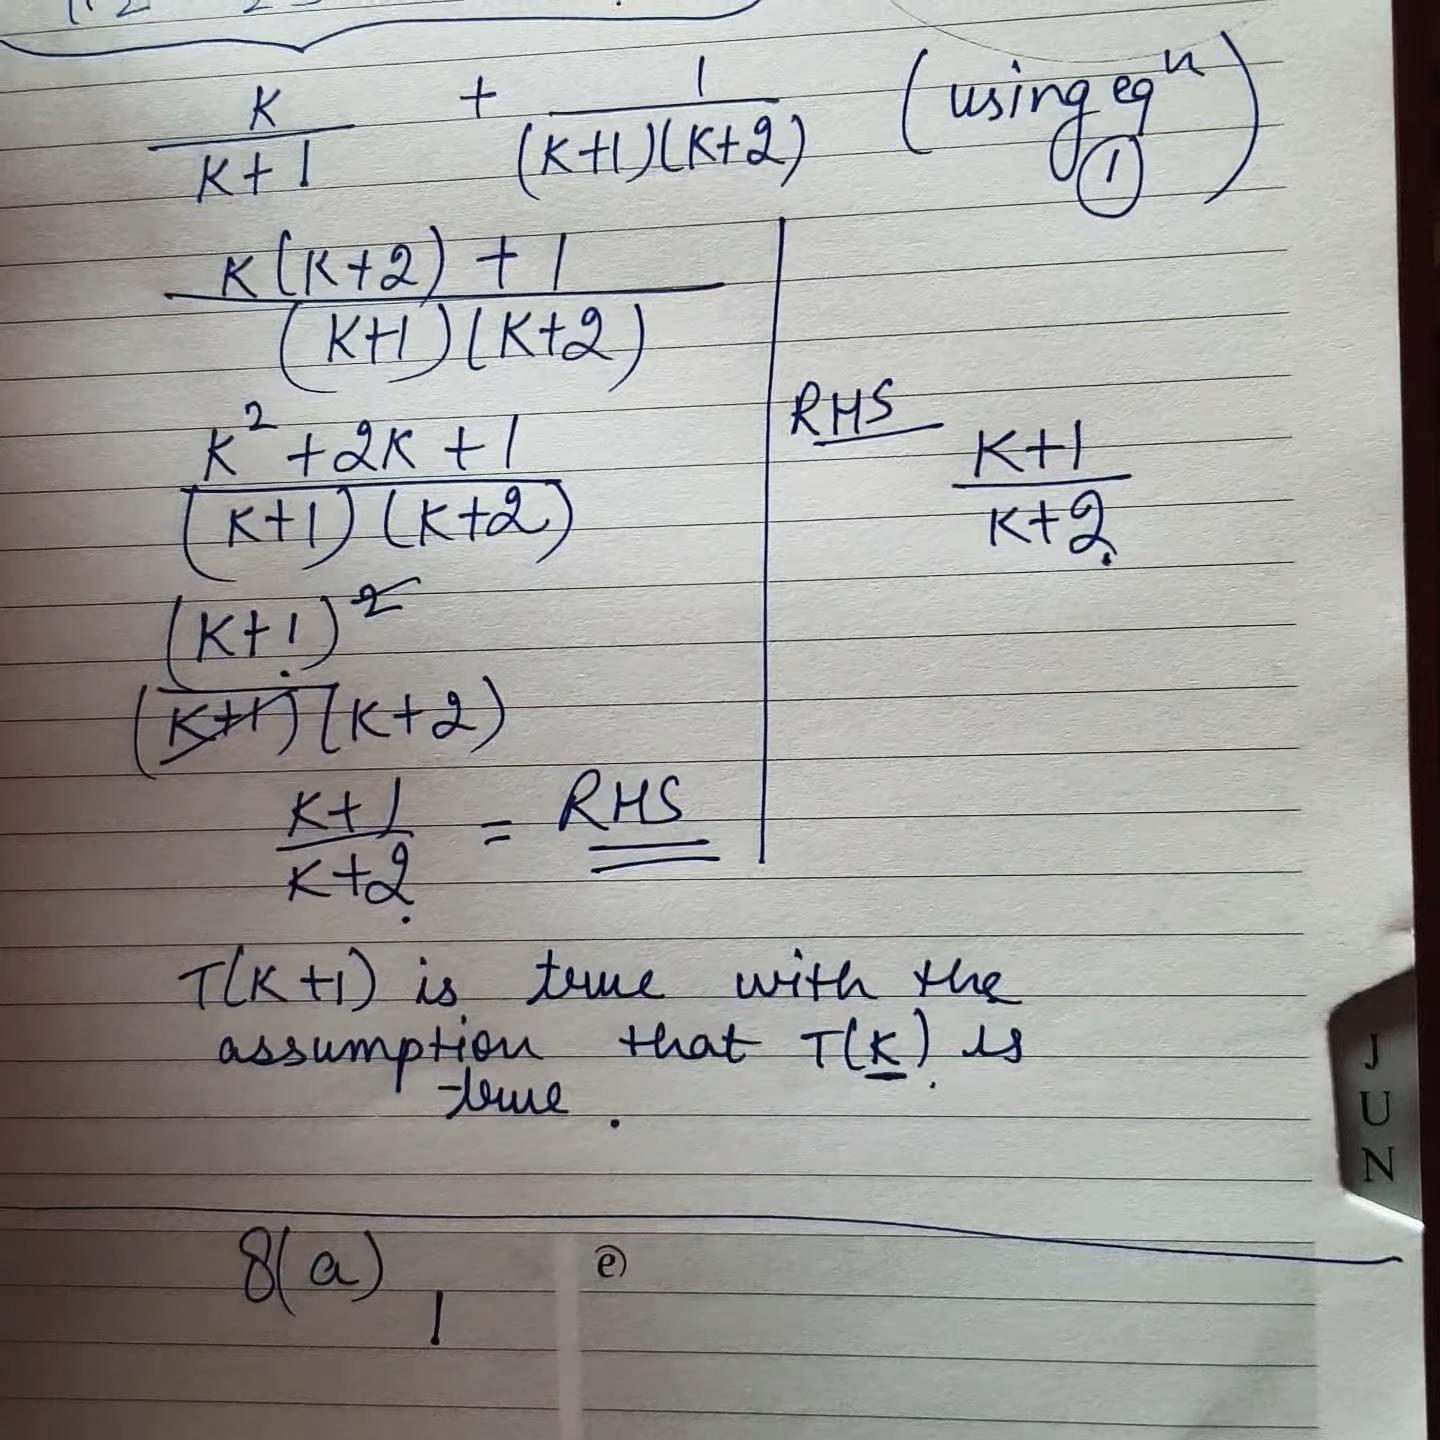 K/(K+1) + 1/((K+1)(K+2)) (using eqⁿ ①)
(K(K+2) + 1)/((K+1)(K+2))
(K² + 2K + 1)/((K+1)(K+2))
RHS (K+1)/(K+2)
(K+1)²/((K+1)(K+2))
(K+1)/(K+2) = RHS
T(K+1) is true with the
assumption that T(K) is
true.
8(a)
JUN